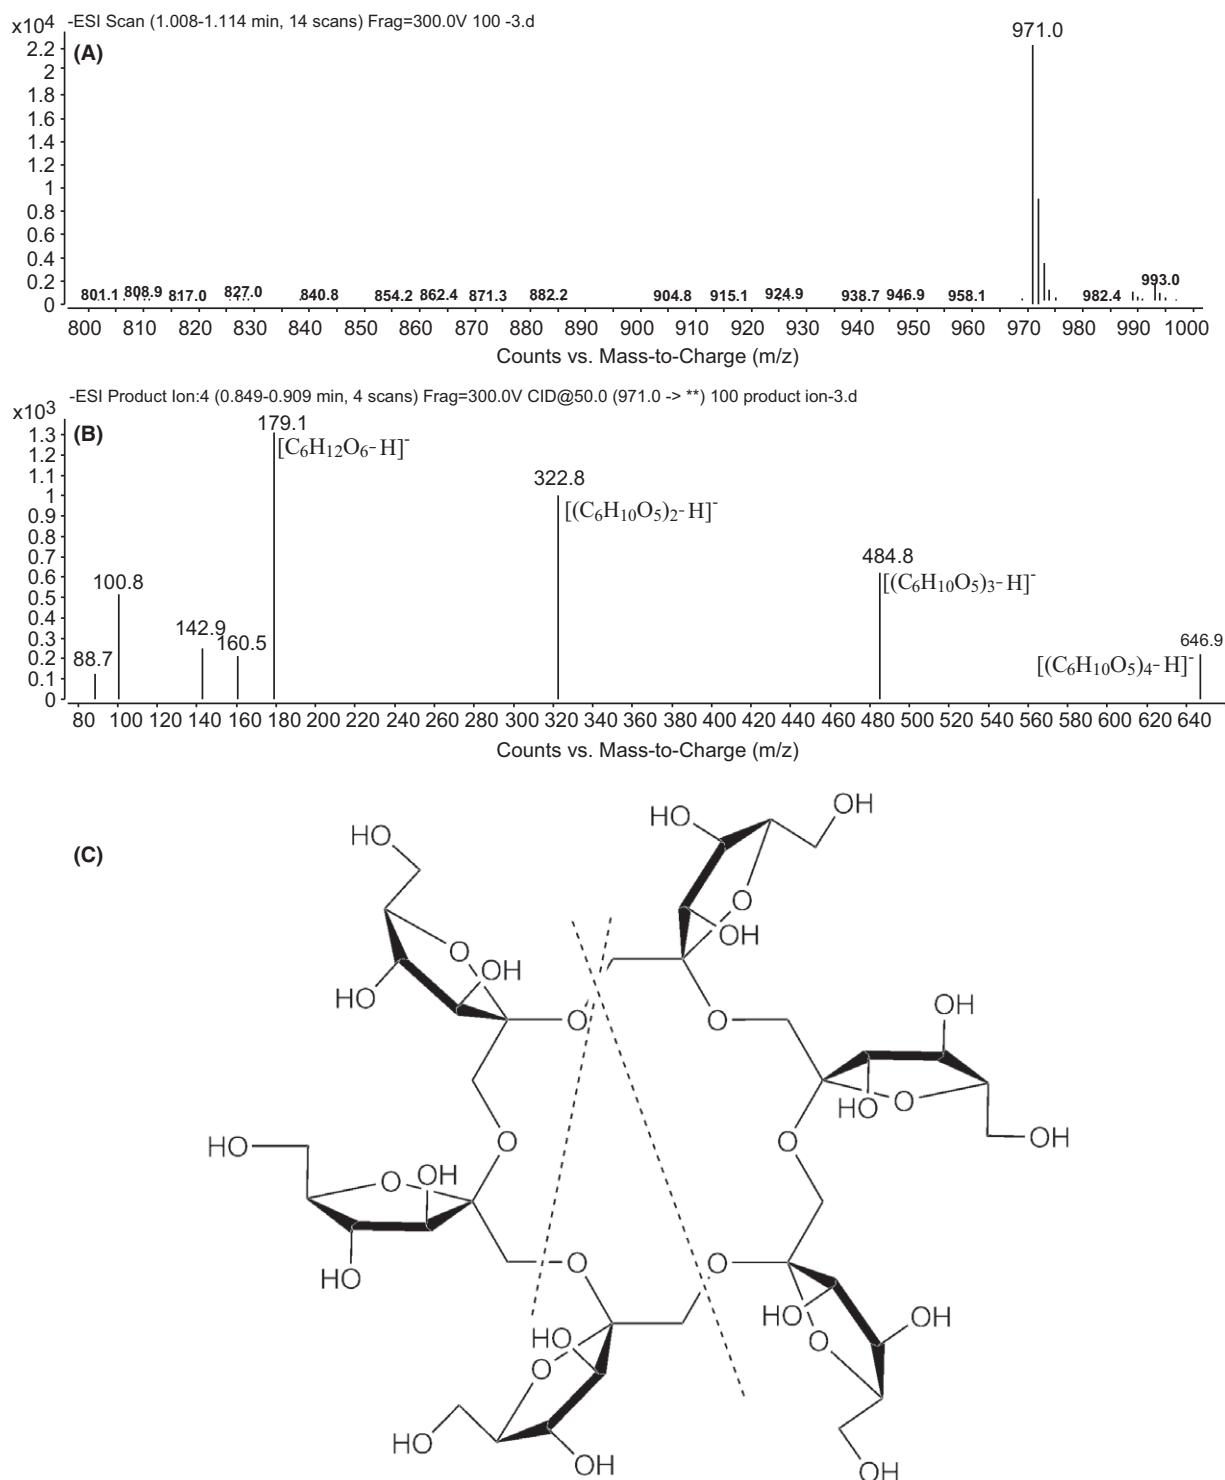 -ESI Scan (1.008-1.114 min, 14 scans) Frag=300.0V 100 -3.d
x10⁴
(A)
971.0
2.2
2
1.8
1.6
1.4
1.2
1
0.8
0.6
0.4
0.2
0
801.1 808.9 817.0 827.0 840.8 854.2 862.4 871.3 882.2 904.8 915.1 924.9 938.7 946.9 958.1 982.4 993.0
800 810 820 830 840 850 860 870 880 890 900 910 920 930 940 950 960 970 980 990 1000
Counts vs. Mass-to-Charge (m/z)
-ESI Product Ion:4 (0.849-0.909 min, 4 scans) Frag=300.0V CID@50.0 (971.0 -> **) 100 product ion-3.d
x10³
(B)
179.1
[C₆H₁₂O₆-H]⁻
322.8
[(C₆H₁₀O₅)₂-H]⁻
484.8
[(C₆H₁₀O₅)₃-H]⁻
646.9
[(C₆H₁₀O₅)₄-H]⁻
100.8
142.9
160.5
88.7
1.3
1.2
1.1
1
0.9
0.8
0.7
0.6
0.5
0.4
0.3
0.2
0.1
0
80 100 120 140 160 180 200 220 240 260 280 300 320 340 360 380 400 420 440 460 480 500 520 540 560 580 600 620 640
Counts vs. Mass-to-Charge (m/z)
(C)
HO OH
HO
O
O OH
OH
HO
O O
OH
HO O
OH
O O
HO
O OH
HO
O O
HO OH
HO
O O
HO
OH
OH